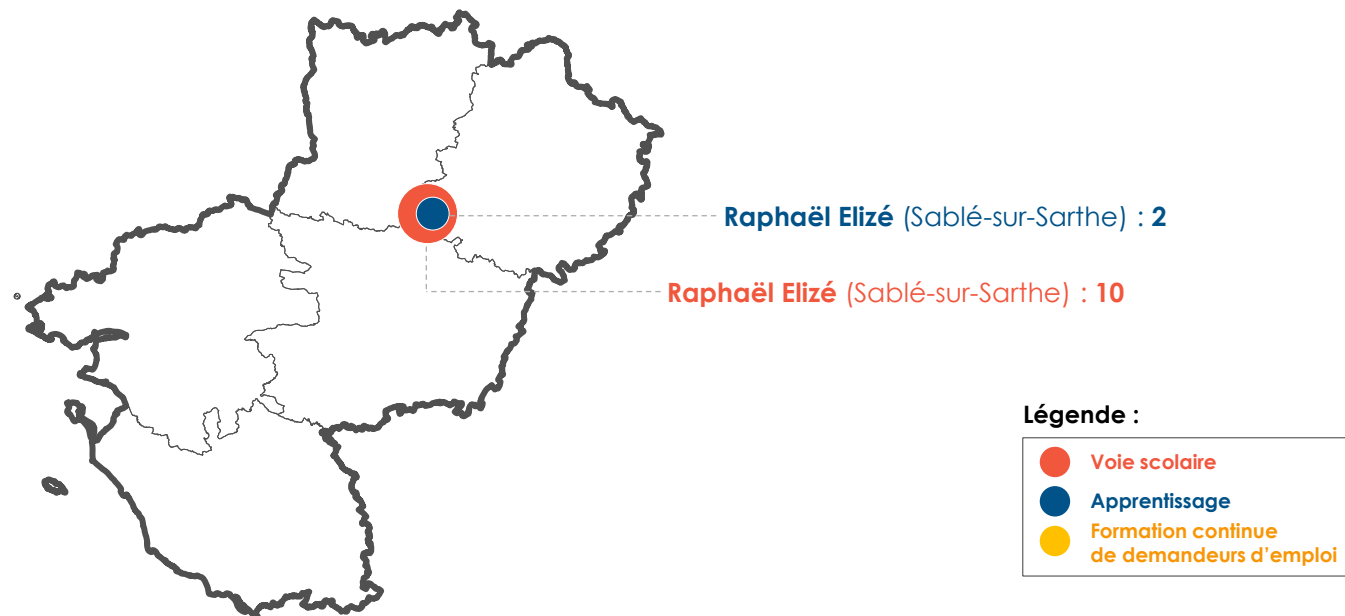 Raphaël Elizé (Sablé-sur-Sarthe) : 2
Raphaël Elizé (Sablé-sur-Sarthe) : 10
Légende :
Voie scolaire
Apprentissage
Formation continue
de demandeurs d'emploi